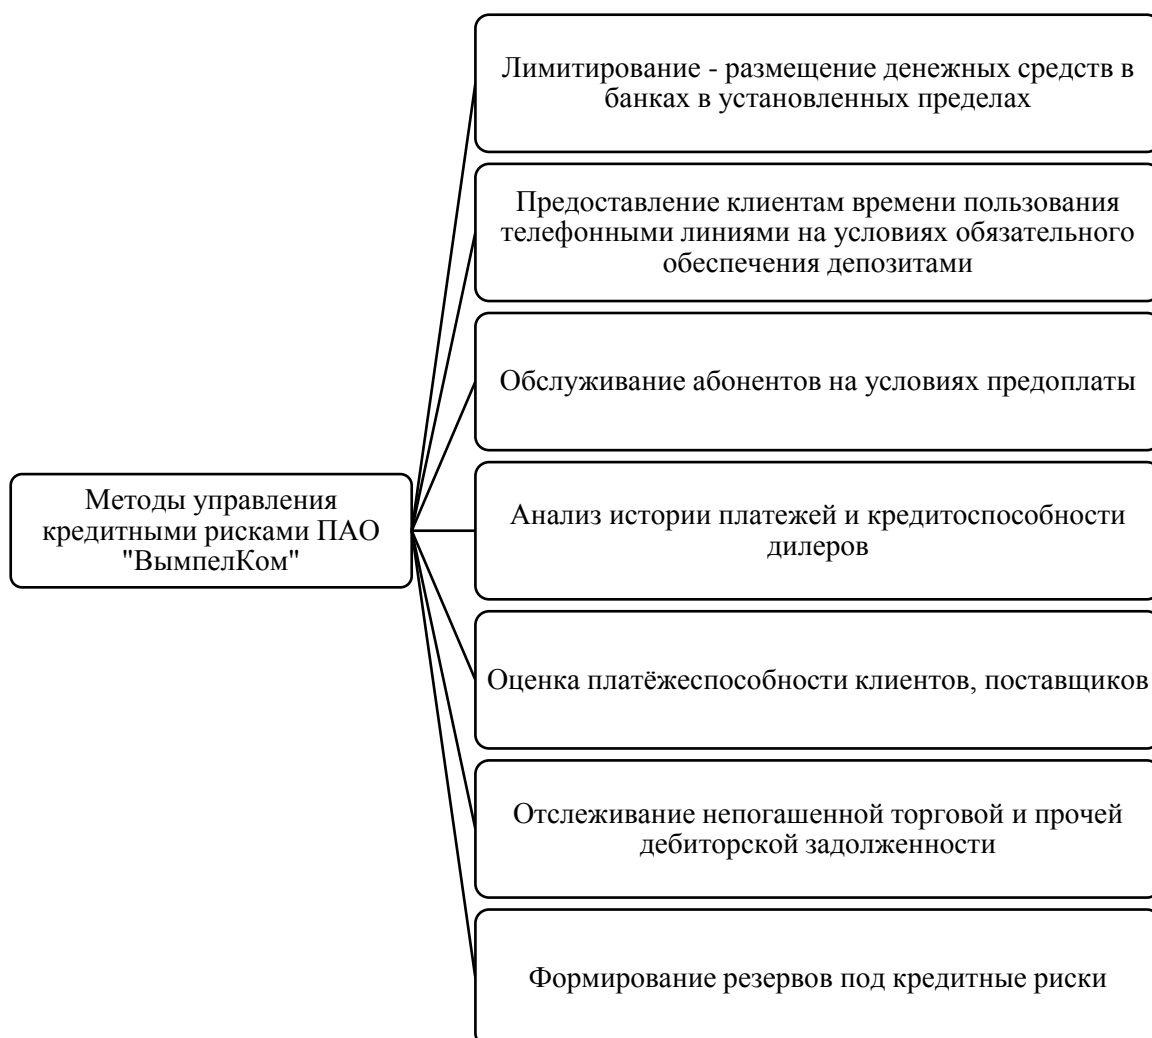 Лимитирование - размещение денежных средств в
банках в установленных пределах
Предоставление клиентам времени пользования
телефонными линиями на условиях обязательного
обеспечения депозитами
Обслуживание абонентов на условиях предоплаты
Методы управления
кредитными рисками ПАО
"ВымпелКом"
Анализ истории платежей и кредитоспособности
дилеров
Оценка платёжеспособности клиентов, поставщиков
Отслеживание непогашенной торговой и прочей
дебиторской задолженности
Формирование резервов под кредитные риски